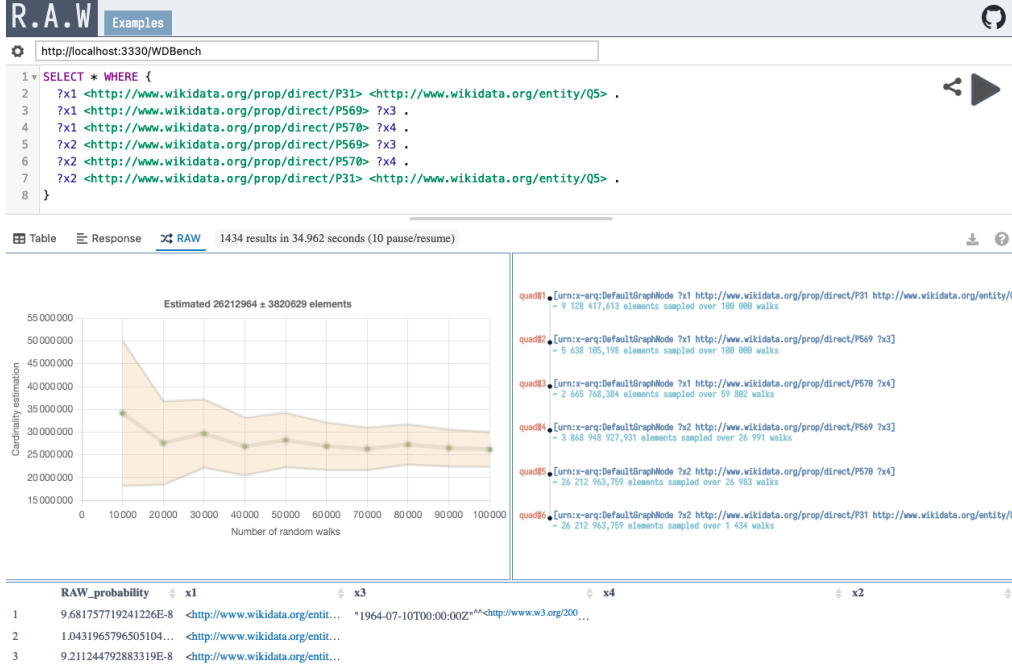 R.A.W Examples
http://localhost:3330/WDBench
1 SELECT * WHERE {
2 ?x1 <http://www.wikidata.org/prop/direct/P31> <http://www.wikidata.org/entity/Q5> .
3 ?x1 <http://www.wikidata.org/prop/direct/P569> ?x3 .
4 ?x1 <http://www.wikidata.org/prop/direct/P570> ?x4 .
5 ?x2 <http://www.wikidata.org/prop/direct/P569> ?x3 .
6 ?x2 <http://www.wikidata.org/prop/direct/P570> ?x4 .
7 ?x2 <http://www.wikidata.org/prop/direct/P31> <http://www.wikidata.org/entity/Q5> .
8 }
Table Response RAW 1434 results in 34.962 seconds (10 pause/resume)
Estimated 26212964 ± 3820629 elements
55 000 000
50 000 000
45 000 000
40 000 000
35 000 000
30 000 000
25 000 000
20 000 000
15 000 000
Cardinality estimation
0 10 000 20 000 30 000 40 000 50 000 60 000 70 000 80 000 90 000 100 000
Number of random walks
quad#1 [urn:x-arq:DefaultGraphNode ?x1 http://www.wikidata.org/prop/direct/P31 http://www.wikidata.org/entity/
~ 9 128 417,613 elements sampled over 100 000 walks
quad#2 [urn:x-arq:DefaultGraphNode ?x1 http://www.wikidata.org/prop/direct/P569 ?x3]
~ 5 638 105,198 elements sampled over 100 000 walks
quad#3 [urn:x-arq:DefaultGraphNode ?x1 http://www.wikidata.org/prop/direct/P570 ?x4]
~ 2 665 768,384 elements sampled over 59 802 walks
quad#4 [urn:x-arq:DefaultGraphNode ?x2 http://www.wikidata.org/prop/direct/P569 ?x3]
~ 3 868 948 927,931 elements sampled over 26 991 walks
quad#5 [urn:x-arq:DefaultGraphNode ?x2 http://www.wikidata.org/prop/direct/P570 ?x4]
~ 26 212 963,759 elements sampled over 26 983 walks
quad#6 [urn:x-arq:DefaultGraphNode ?x2 http://www.wikidata.org/prop/direct/P31 http://www.wikidata.org/entity/
~ 26 212 963,759 elements sampled over 1 434 walks
RAW_probability x1 x3 x4 x2
1 9.681757719241226E-8 <http://www.wikidata.org/entit... "1964-07-10T00:00:00Z"^^<http://www.w3.org/200...
2 1.0431965796505104... <http://www.wikidata.org/entit...
3 9.211244792883319E-8 <http://www.wikidata.org/entit...